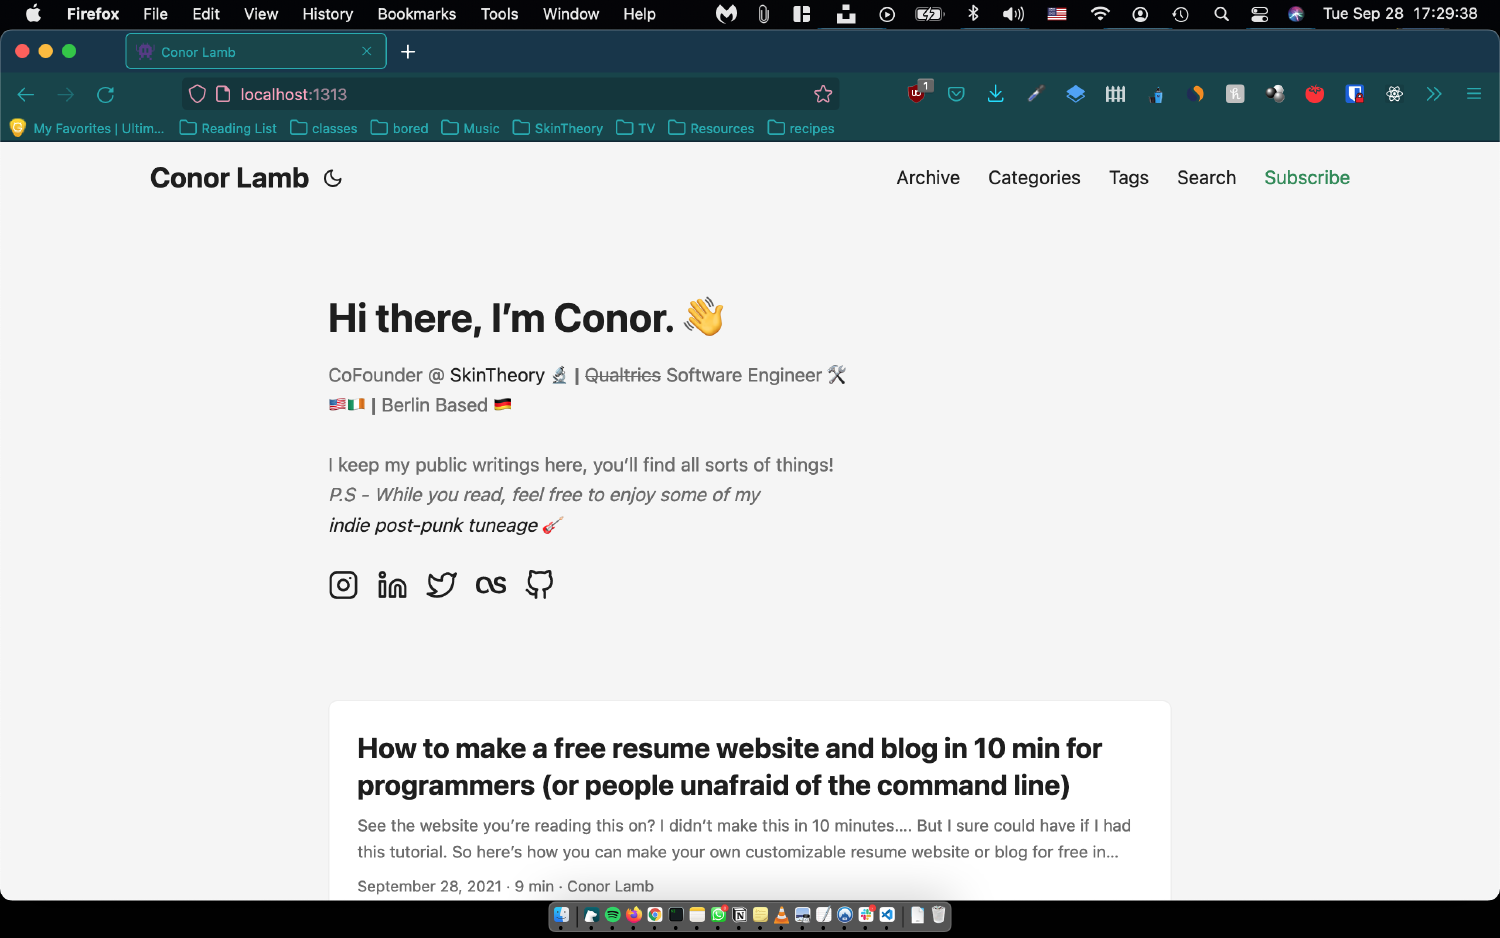 Firefox File Edit View History Bookmarks Tools Window Help Tue Sep 28 17:29:38
Conor Lamb
localhost:1313
1
My Favorites | Ultim... Reading List classes bored Music SkinTheory TV Resources recipes
Conor Lamb Archive Categories Tags Search Subscribe
Hi there, I’m Conor. 👋
CoFounder @ SkinTheory 🔬 | Qualtrics Software Engineer 🛠️
🇺🇸🇮🇪 | Berlin Based 🇩🇪
I keep my public writings here, you’ll find all sorts of things!
P.S - While you read, feel free to enjoy some of my
indie post-punk tuneage 🎸
How to make a free resume website and blog in 10 min for
programmers (or people unafraid of the command line)
See the website you’re reading this on? I didn’t make this in 10 minutes…. But I sure could have if I had
this tutorial. So here’s how you can make your own customizable resume website or blog for free in...
September 28, 2021 · 9 min · Conor Lamb